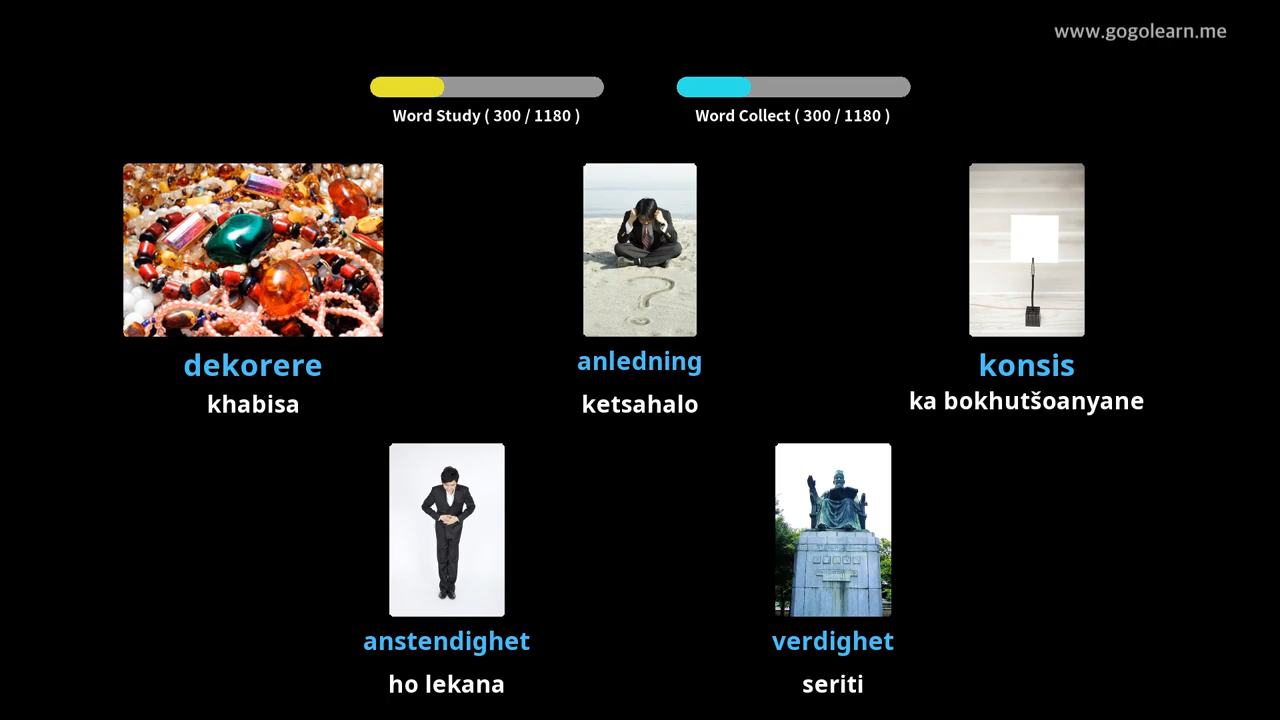 www.gogolearn.me
Word Study ( 300 / 1180 )
Word Collect ( 300 / 1180 )
dekorere
khabisa
anledning
ketsahalo
konsis
ka bokhutšoanyane
anstendighet
ho lekana
verdighet
seriti